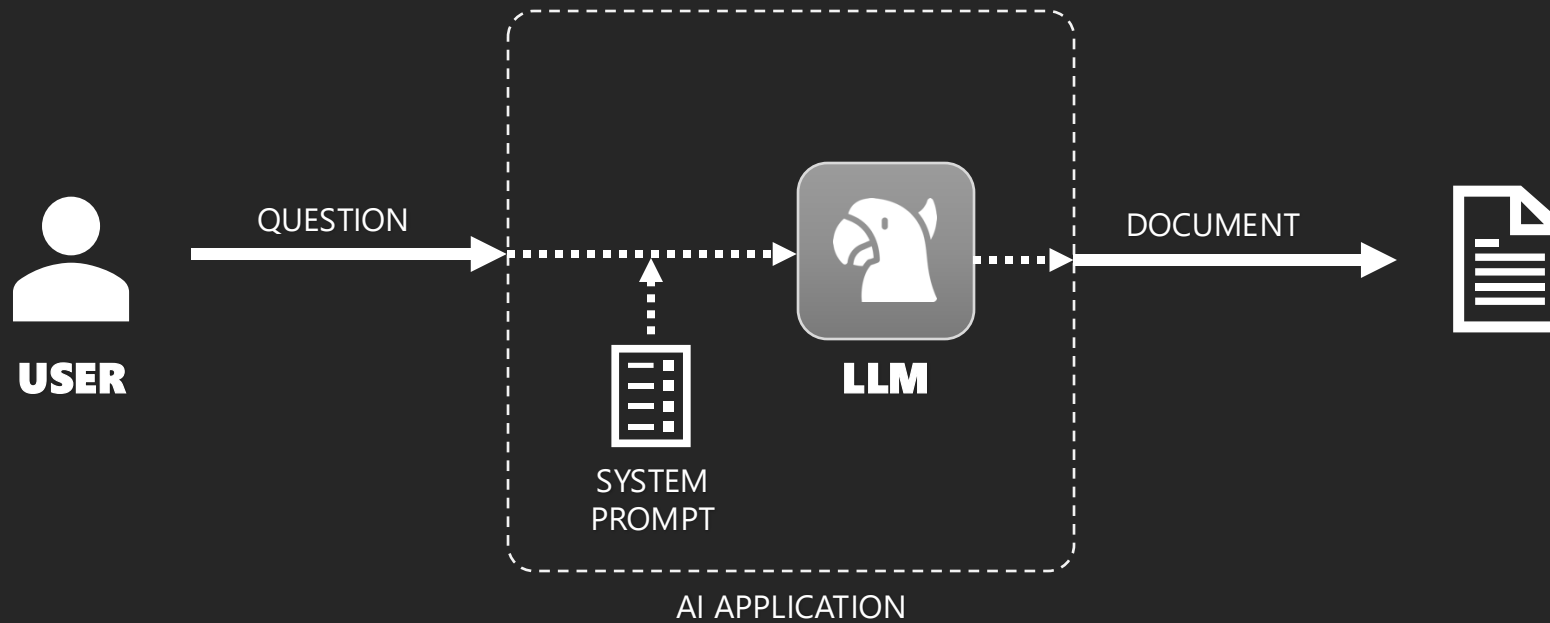 QUESTION
DOCUMENT
USER
LLM
SYSTEM
PROMPT
AI APPLICATION